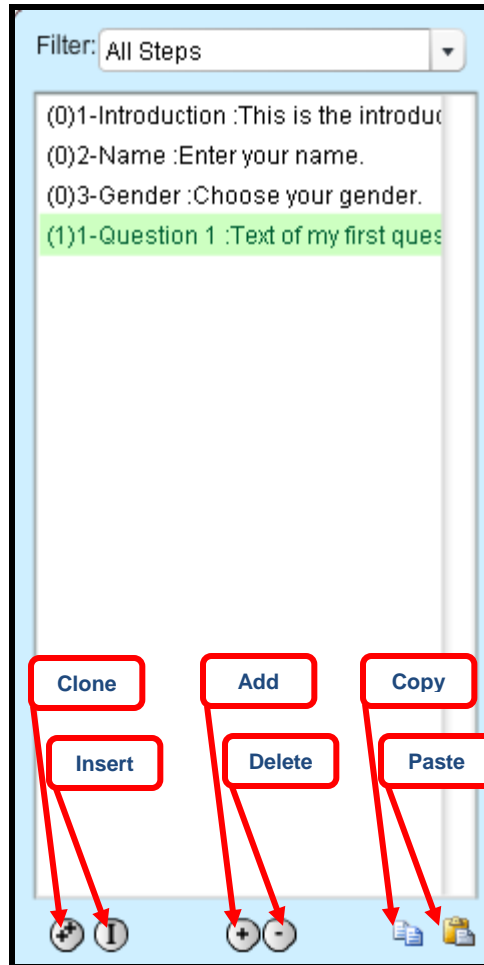 Filter: All Steps
(0)1-Introduction :This is the introduc
(0)2-Name :Enter your name.
(0)3-Gender :Choose your gender.
(1)1-Question 1 :Text of my first ques
Clone Add Copy
Insert Delete Paste
I + -